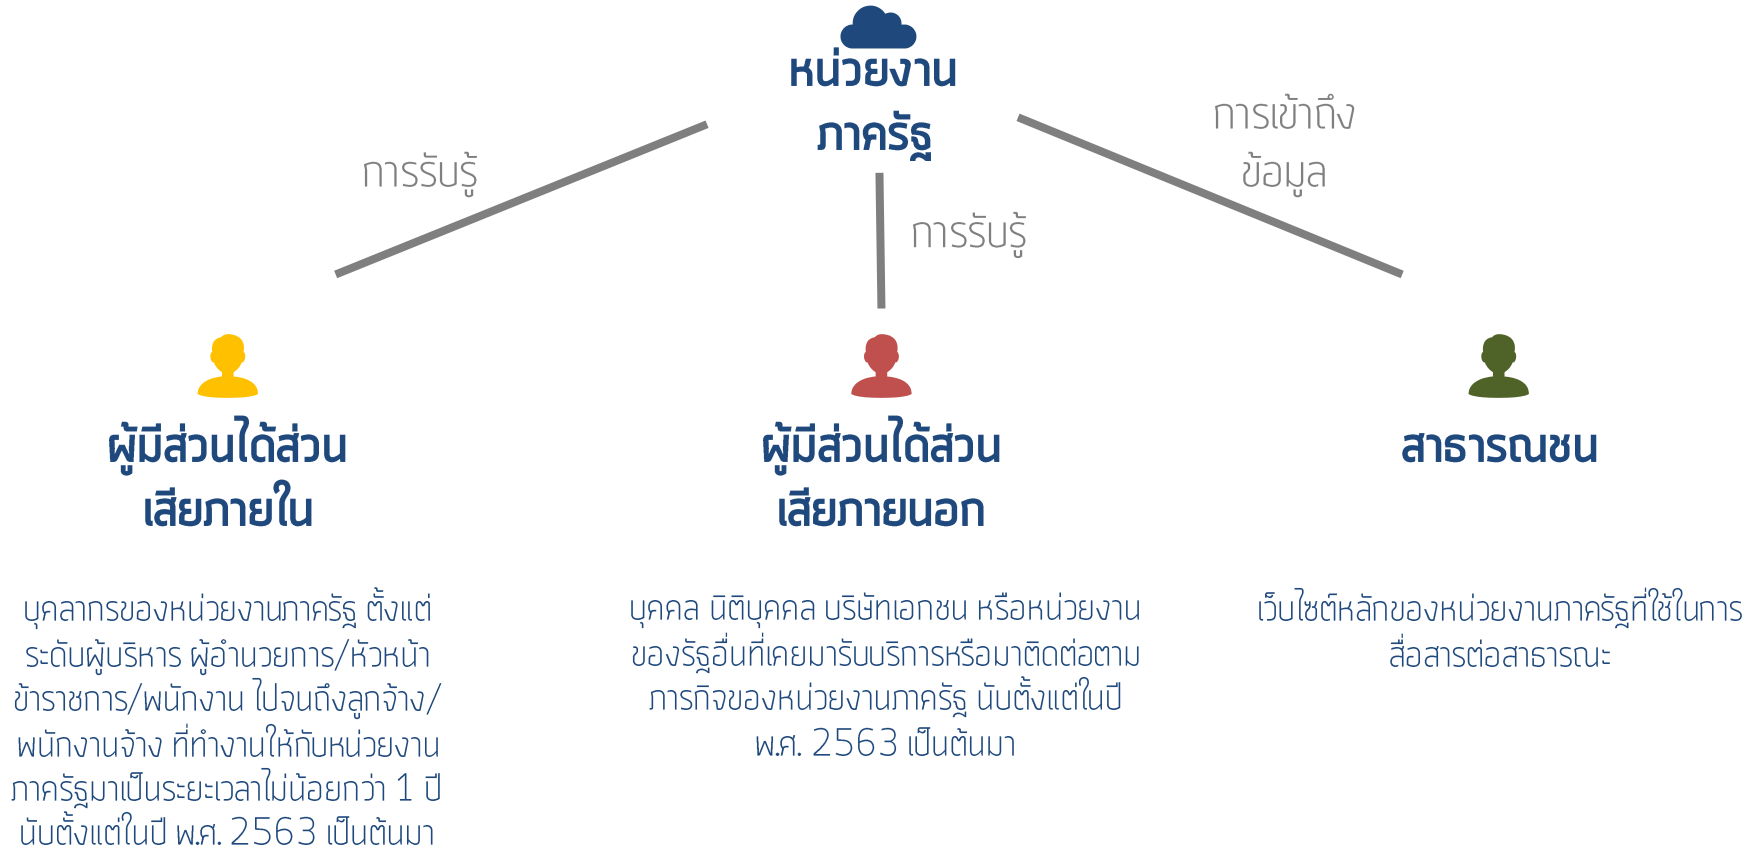 หน่วยงาน
ภาครัฐ
การรับรู้
การรับรู้
การเข้าถึง
ข้อมูล
ผู้มีส่วนได้ส่วน
เสียภายใน
บุคลากรของหน่วยงานภาครัฐ ตั้งแต่
ระดับผู้บริหาร ผู้อำนวยการ/หัวหน้า
ข้าราชการ/พนักงาน ไปจนถึงลูกจ้าง/
พนักงานจ้าง ที่ทำงานให้กับหน่วยงาน
ภาครัฐมาเป็นระยะเวลาไม่น้อยกว่า 1 ปี
นับตั้งแต่ในปี พ.ศ. 2563 เป็นต้นมา
ผู้มีส่วนได้ส่วน
เสียภายนอก
บุคคล นิติบุคคล บริษัทเอกชน หรือหน่วยงาน
ของรัฐอื่นที่เคยมารับบริการหรือมาติดต่อตาม
ภารกิจของหน่วยงานภาครัฐ นับตั้งแต่ในปี
พ.ศ. 2563 เป็นต้นมา
สาธารณชน
เว็บไซต์หลักของหน่วยงานภาครัฐที่ใช้ในการ
สื่อสารต่อสาธารณะ